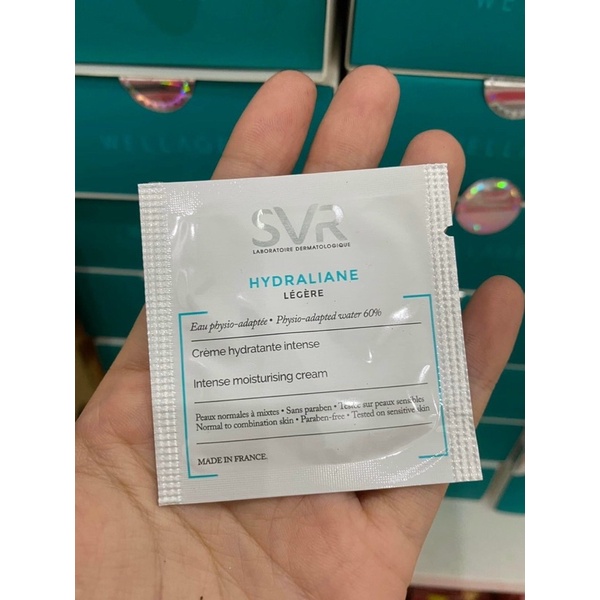 WELLAGE
SVR
LABORATOIRE DERMATOLOGIQUE
HYDRALIANE
LÉGÈRE
Eau physio-adaptée • Physio-adapted water 60%
Crème hydratante intense
Intense moisturising cream
Peaux normales à mixtes • Sans paraben • Testée sur peaux sensibles
Normal to combination skin • Paraben-free • Tested on sensitive skin
MADE IN FRANCE.